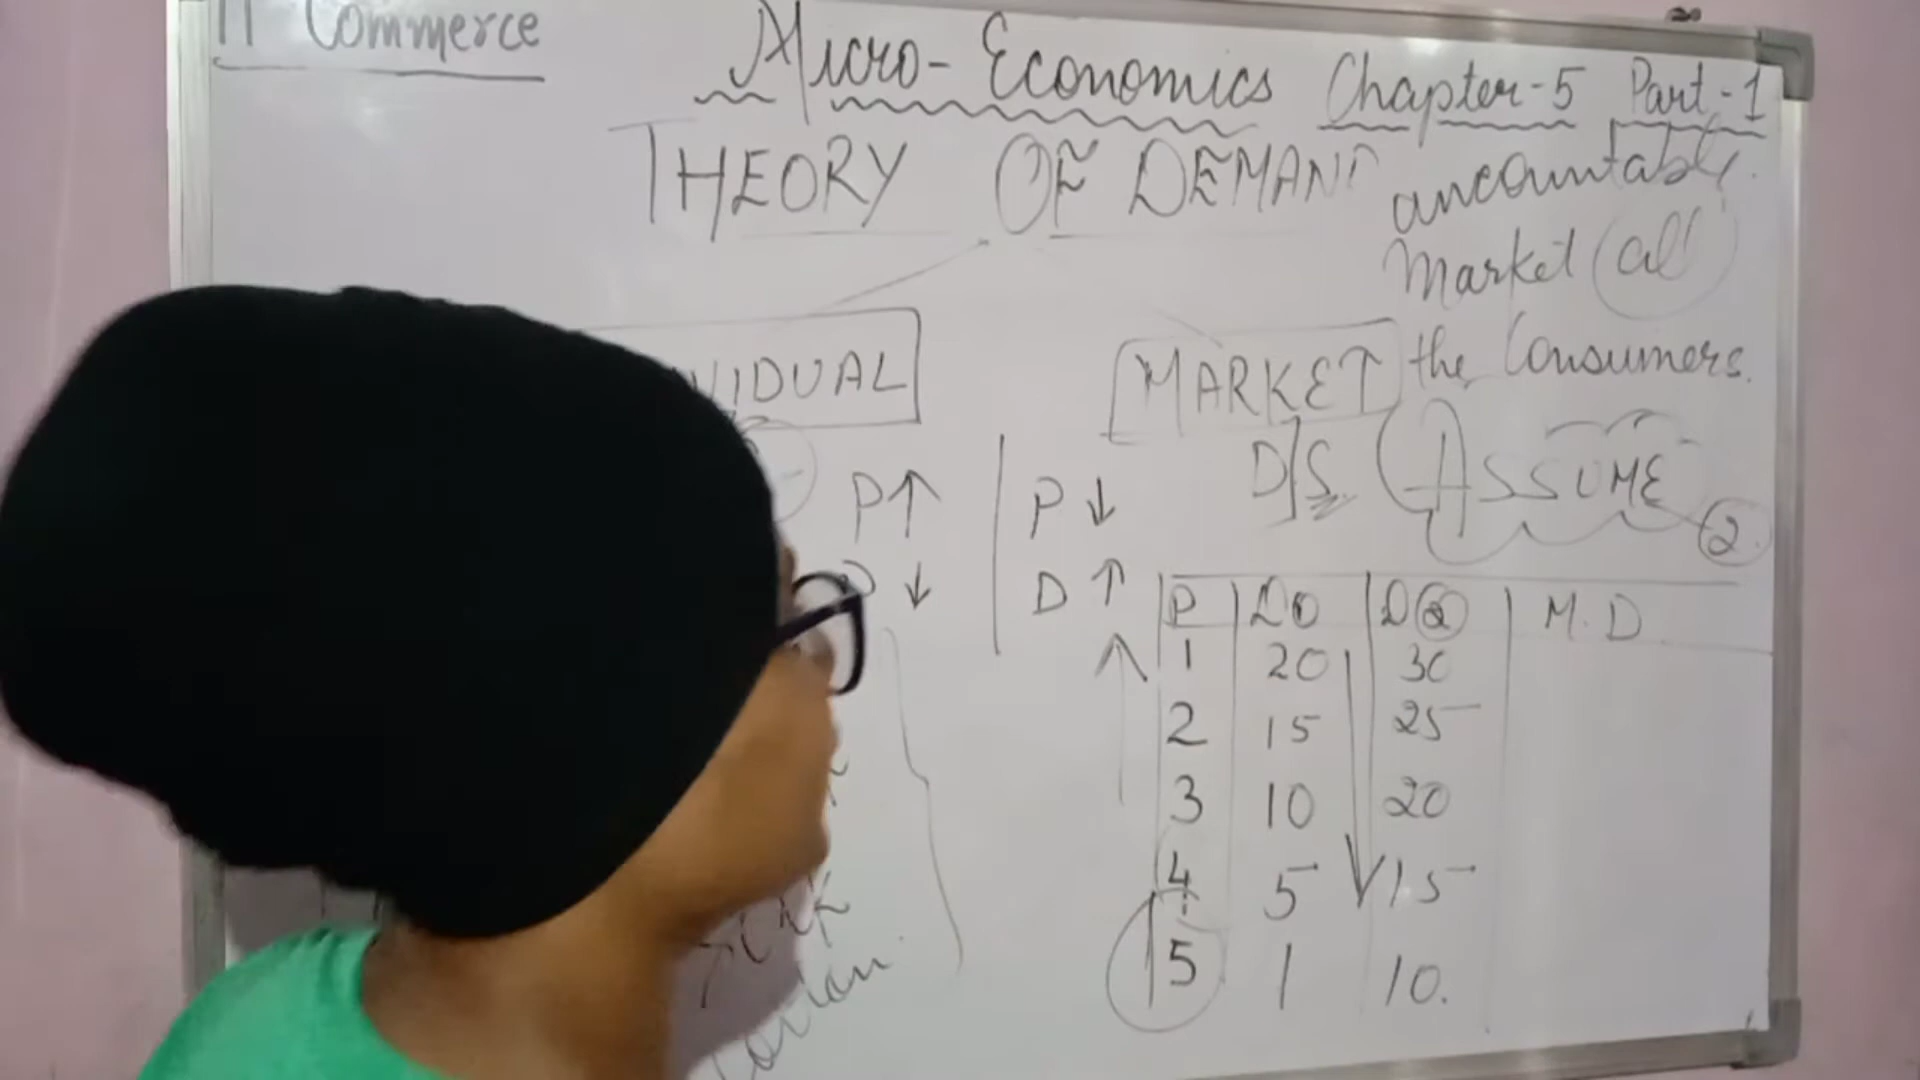 11 Commerce
Micro-Economics Chapter-5 Part-1
THEORY OF DEMAND
uncountable.
Market (all
the Consumers.
VIDUAL
MARKET
D/S (ASSUME
2
P↑ | P↓
D↓ | D↑
P | D① | D② | M.D
1 20 30
2 15 25
3 10 20
4 5 15
5 1 10.